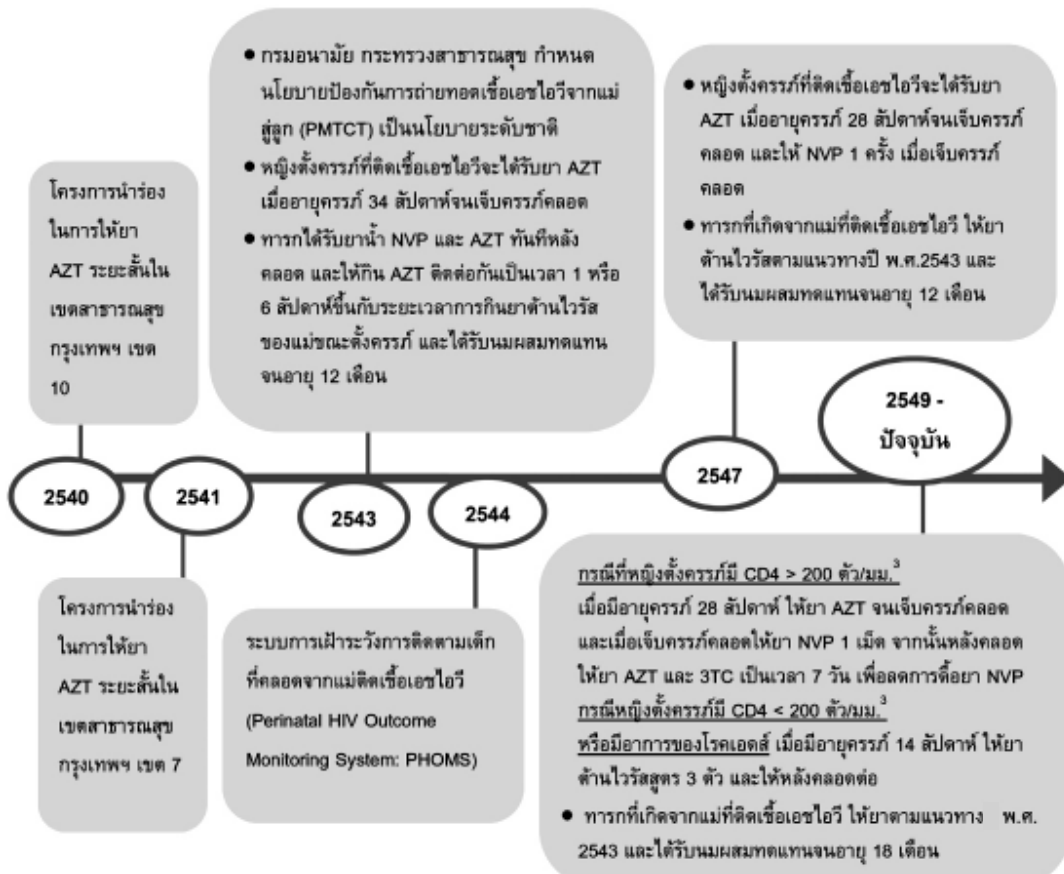 โครงการนำร่อง
ในการให้ยา
AZT ระยะสั้นใน
เขตสาธารณสุข
กรุงเทพฯ เขต
10
● กรมอนามัย กระทรวงสาธารณสุข กำหนด
นโยบายป้องกันการถ่ายทอดเชื้อเอชไอวีจากแม่
สู่ลูก (PMTCT) เป็นนโยบายระดับชาติ
● หญิงตั้งครรภ์ที่ติดเชื้อเอชไอวีจะได้รับยา AZT
เมื่ออายุครรภ์ 34 สัปดาห์จนเจ็บครรภ์คลอด
● ทารกได้รับยาน้ำ NVP และ AZT ทันทีหลัง
คลอด และให้กิน AZT ติดต่อกันเป็นเวลา 1 หรือ
6 สัปดาห์ขึ้นกับระยะเวลาการกินยาต้านไวรัส
ของแม่ขณะตั้งครรภ์ และได้รับนมผสมทดแทน
จนอายุ 12 เดือน
● หญิงตั้งครรภ์ที่ติดเชื้อเอชไอวีจะได้รับยา
AZT เมื่ออายุครรภ์ 28 สัปดาห์จนเจ็บครรภ์
คลอด และให้ NVP 1 ครั้ง เมื่อเจ็บครรภ์
คลอด
● ทารกที่เกิดจากแม่ที่ติดเชื้อเอชไอวี ให้ยา
ต้านไวรัสตามแนวทางปี พ.ศ.2543 และ
ได้รับนมผสมทดแทนจนอายุ 12 เดือน
2540
2541
2543
2544
2547
2549 -
ปัจจุบัน
โครงการนำร่อง
ในการให้ยา
AZT ระยะสั้นใน
เขตสาธารณสุข
กรุงเทพฯ เขต 7
ระบบการเฝ้าระวังการติดตามเด็ก
ที่คลอดจากแม่ติดเชื้อเอชไอวี
(Perinatal HIV Outcome
Monitoring System: PHOMS)
กรณีที่หญิงตั้งครรภ์มี CD4 > 200 ตัว/มม.³
เมื่อมีอายุครรภ์ 28 สัปดาห์ ให้ยา AZT จนเจ็บครรภ์คลอด
และเมื่อเจ็บครรภ์คลอดให้ยา NVP 1 เม็ด จากนั้นหลังคลอด
ให้ยา AZT และ 3TC เป็นเวลา 7 วัน เพื่อลดการดื้อยา NVP
กรณีหญิงตั้งครรภ์มี CD4 < 200 ตัว/มม.³
หรือมีอาการของโรคเอดส์ เมื่อมีอายุครรภ์ 14 สัปดาห์ ให้ยา
ต้านไวรัสสูตร 3 ตัว และให้หลังคลอดต่อ
● ทารกที่เกิดจากแม่ที่ติดเชื้อเอชไอวี ให้ยาตามแนวทาง พ.ศ.
2543 และได้รับนมผสมทดแทนจนอายุ 18 เดือน